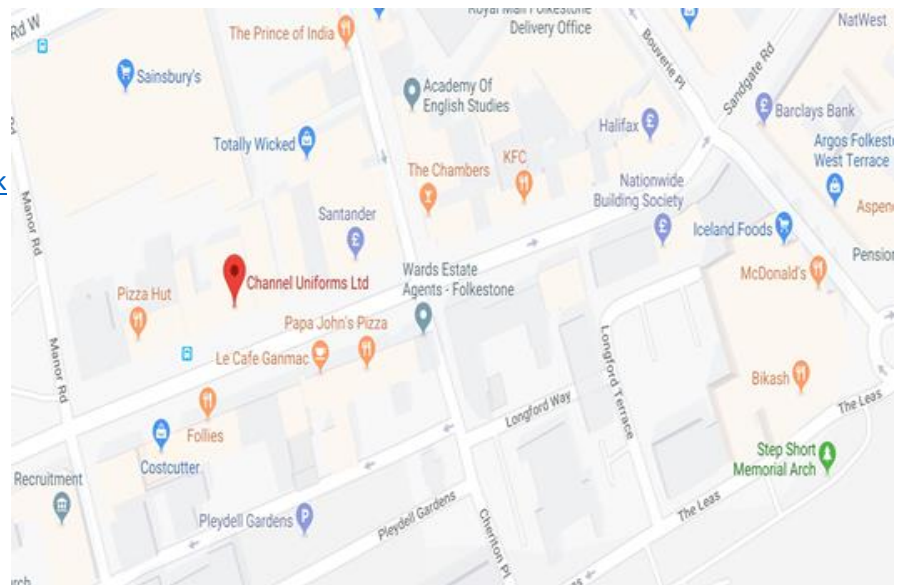 Rd W
The Prince of India
Royal Mail Folkestone
Delivery Office
NatWest
Sainsbury's
Academy Of
English Studies
Bouverie Pl
Sandgate Rd
Barclays Bank
Halifax
Totally Wicked
Argos Folkest
West Terrace
k
The Chambers
KFC
Nationwide
Building Society
Manor Rd
Santander
Aspen
Iceland Foods
Pension
Channel Uniforms Ltd
Wards Estate
Agents - Folkestone
McDonald's
Pizza Hut
Papa John's Pizza
Manor Rd
Le Cafe Ganmac
Longford Terrace
Bikash
Follies
Longford Way
The Leas
Costcutter
Step Short
Memorial Arch
Recruitment
Pleydell Gardens
Pleydell Gardens
The Leas
Cheriton Pl